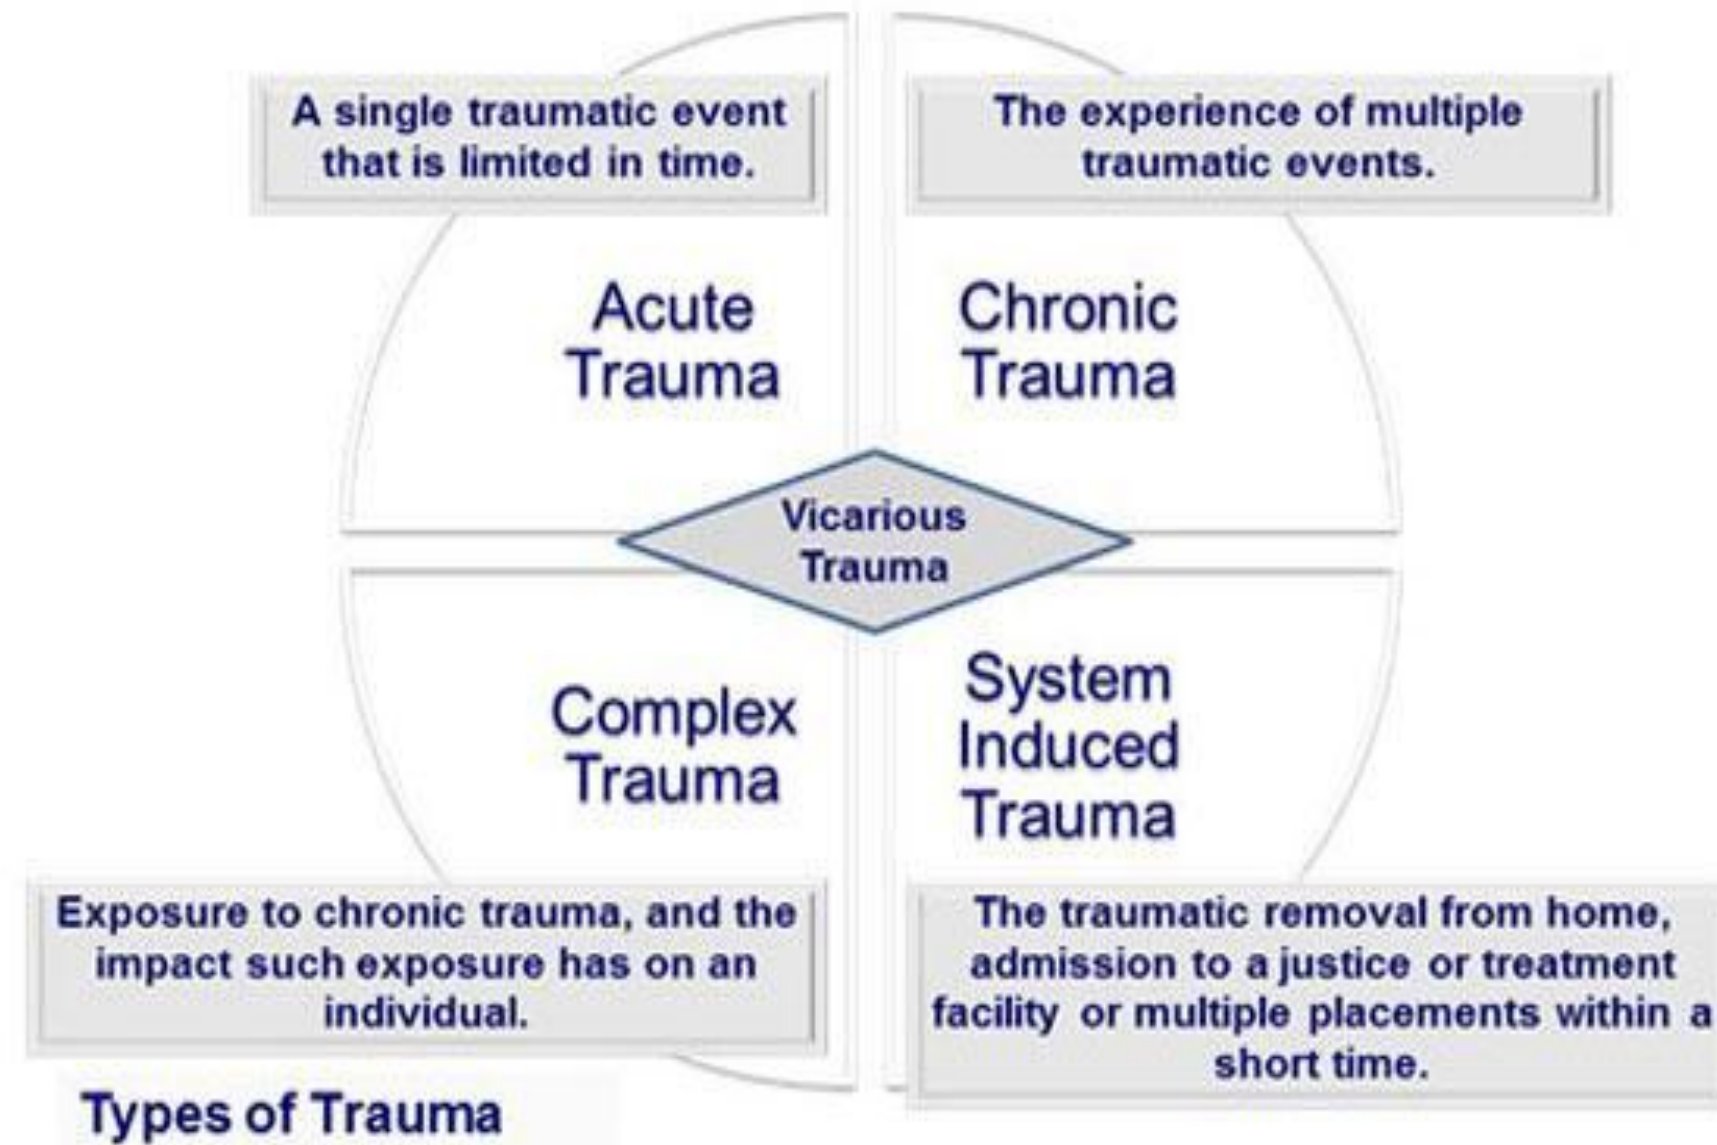 A single traumatic event
that is limited in time.
The experience of multiple
traumatic events.
Acute
Trauma
Chronic
Trauma
Vicarious
Trauma
Complex
Trauma
System
Induced
Trauma
Exposure to chronic trauma, and the
impact such exposure has on an
individual.
The traumatic removal from home,
admission to a justice or treatment
facility or multiple placements within a
short time.
Types of Trauma